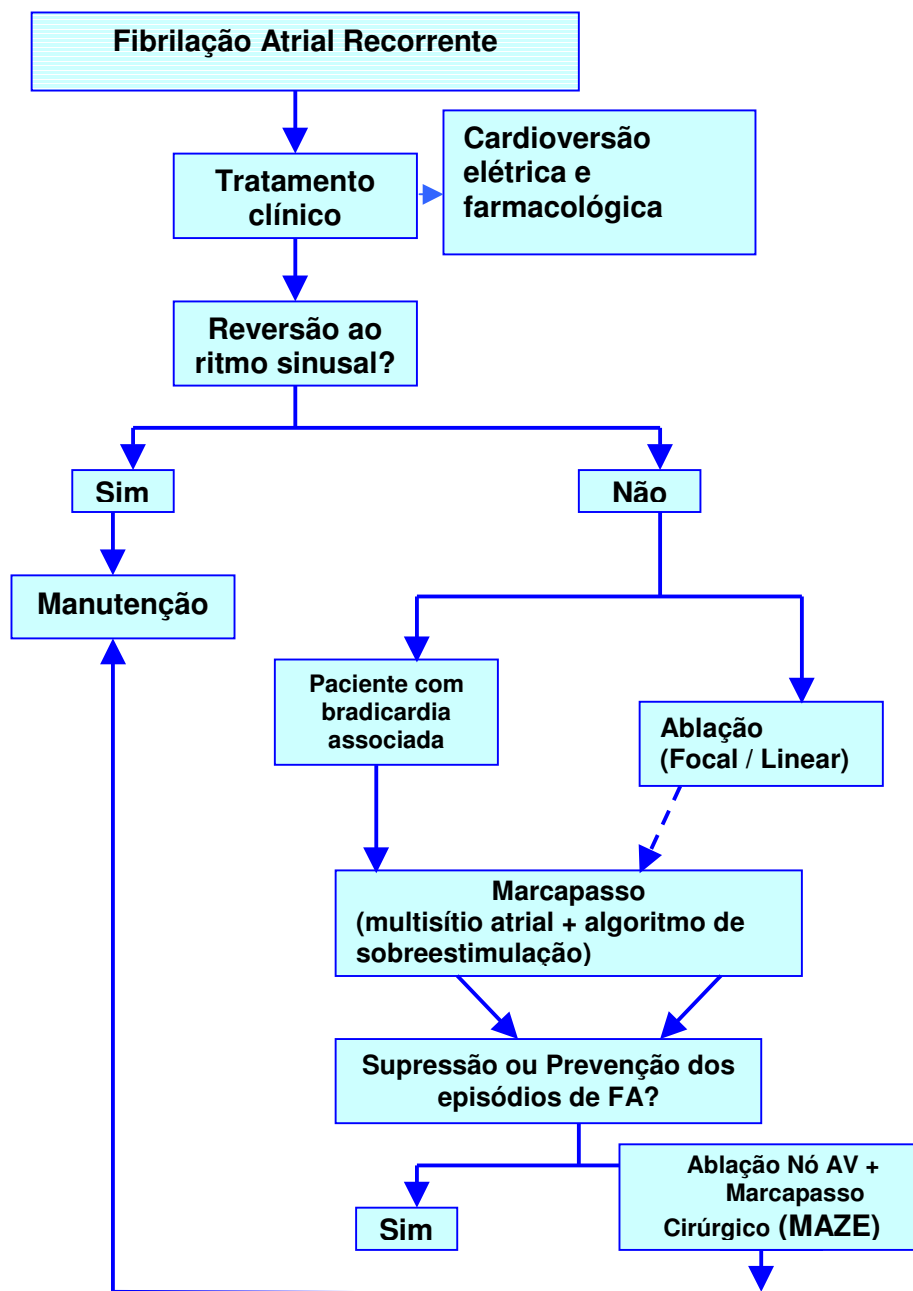 Fibrilação Atrial Recorrente
Tratamento
clínico
Cardioversão
elétrica e
farmacológica
Reversão ao
ritmo sinusal?
Sim
Não
Manutenção
Paciente com
bradicardia
associada
Ablação
(Focal / Linear)
Marcapasso
(multisítio atrial + algoritmo de
sobreestimulação)
Supressão ou Prevenção dos
episódios de FA?
Sim
Ablação Nó AV +
Marcapasso
Cirúrgico (MAZE)